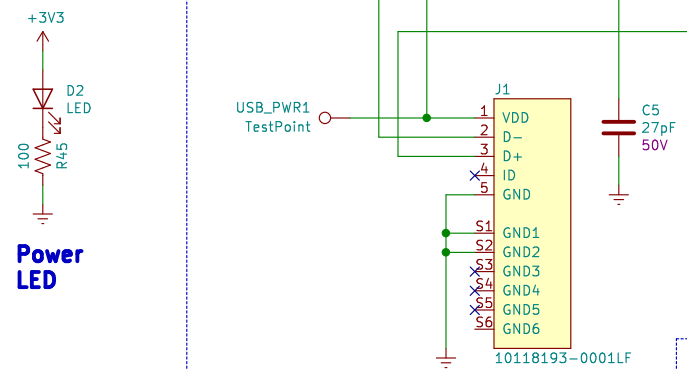 +3V3
D2
LED
100
R45
Power
LED
USB_PWR1
TestPoint
J1
1 VDD
2 D-
3 D+
4 ID
5 GND
S1 GND1
S2 GND2
S3 GND3
S4 GND4
S5 GND5
S6 GND6
10118193-0001LF
C5
27pF
50V